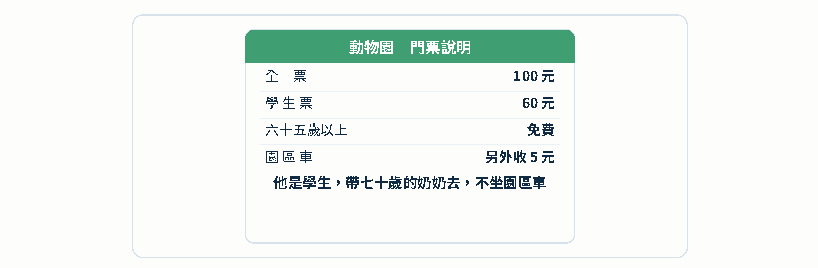 動物園　門票說明
全　票　100 元
學 生 票　60 元
六十五歲以上　免費
園 區 車　另外收 5 元
他是學生，帶七十歲的奶奶去，不坐園區車